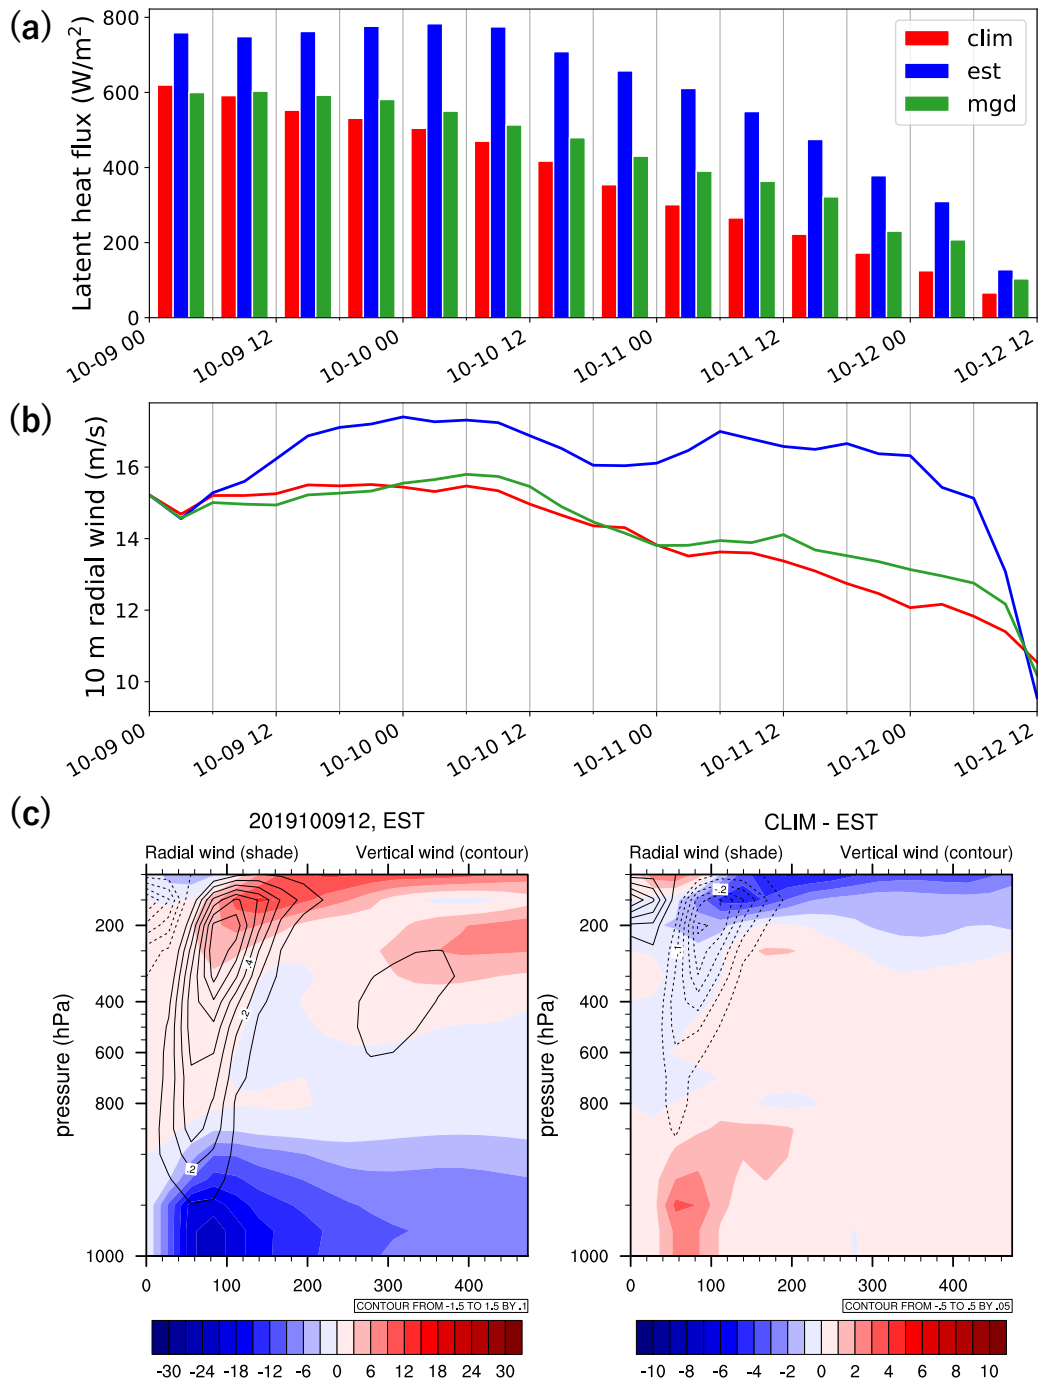 (a)
Latent heat flux (W/m²)
800
600
400
200
0
clim
est
mgd
10-09 00
10-09 12
10-10 00
10-10 12
10-11 00
10-11 12
10-12 00
10-12 12
(b)
10 m radial wind (m/s)
16
14
12
10
10-09 00
10-09 12
10-10 00
10-10 12
10-11 00
10-11 12
10-12 00
10-12 12
(c)
2019100912, EST
Radial wind (shade) Vertical wind (contour)
pressure (hPa)
200
400
600
800
1000
.4
.2
.2
0 100 200 300 400
CONTOUR FROM -1.5 TO 1.5 BY .1
-30 -24 -18 -12 -6 0 6 12 18 24 30
CLIM - EST
Radial wind (shade) Vertical wind (contour)
pressure (hPa)
200
400
600
800
1000
-.2
-.1
0 100 200 300 400
CONTOUR FROM -.5 TO .5 BY .05
-10 -8 -6 -4 -2 0 2 4 6 8 10